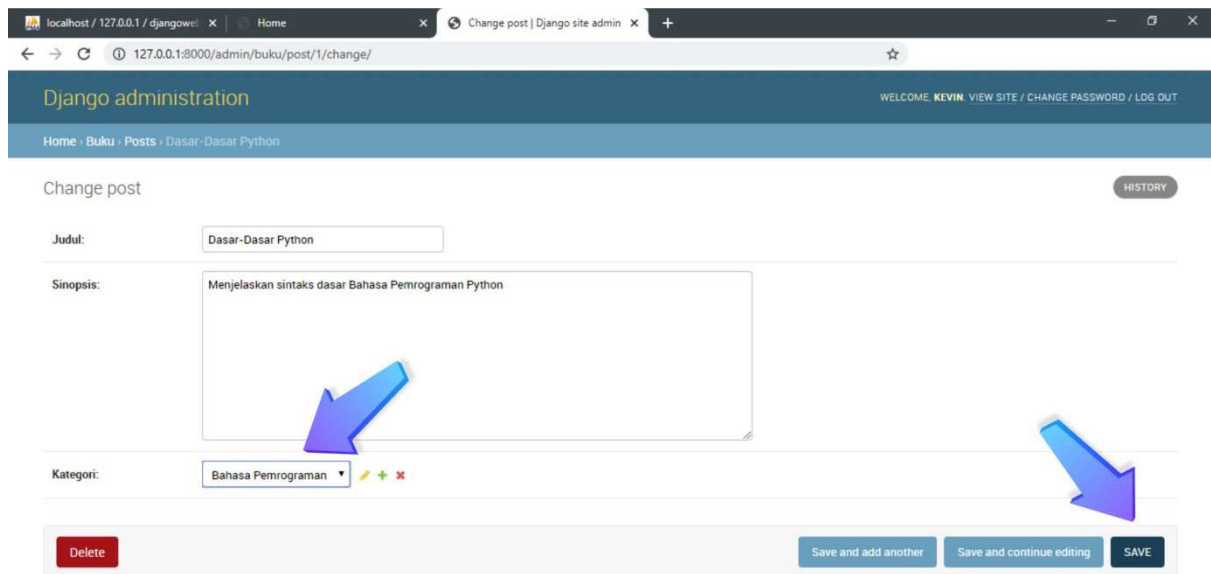 localhost / 127.0.0.1 / djangowel
Home
Change post | Django site admin
127.0.0.1:8000/admin/buku/post/1/change/
Django administration
WELCOME, KEVIN. VIEW SITE / CHANGE PASSWORD / LOG OUT
Home › Buku › Posts › Dasar-Dasar Python
Change post
HISTORY
Judul:
Dasar-Dasar Python
Sinopsis:
Menjelaskan sintaks dasar Bahasa Pemrograman Python
Kategori:
Bahasa Pemrograman
Delete
Save and add another
Save and continue editing
SAVE